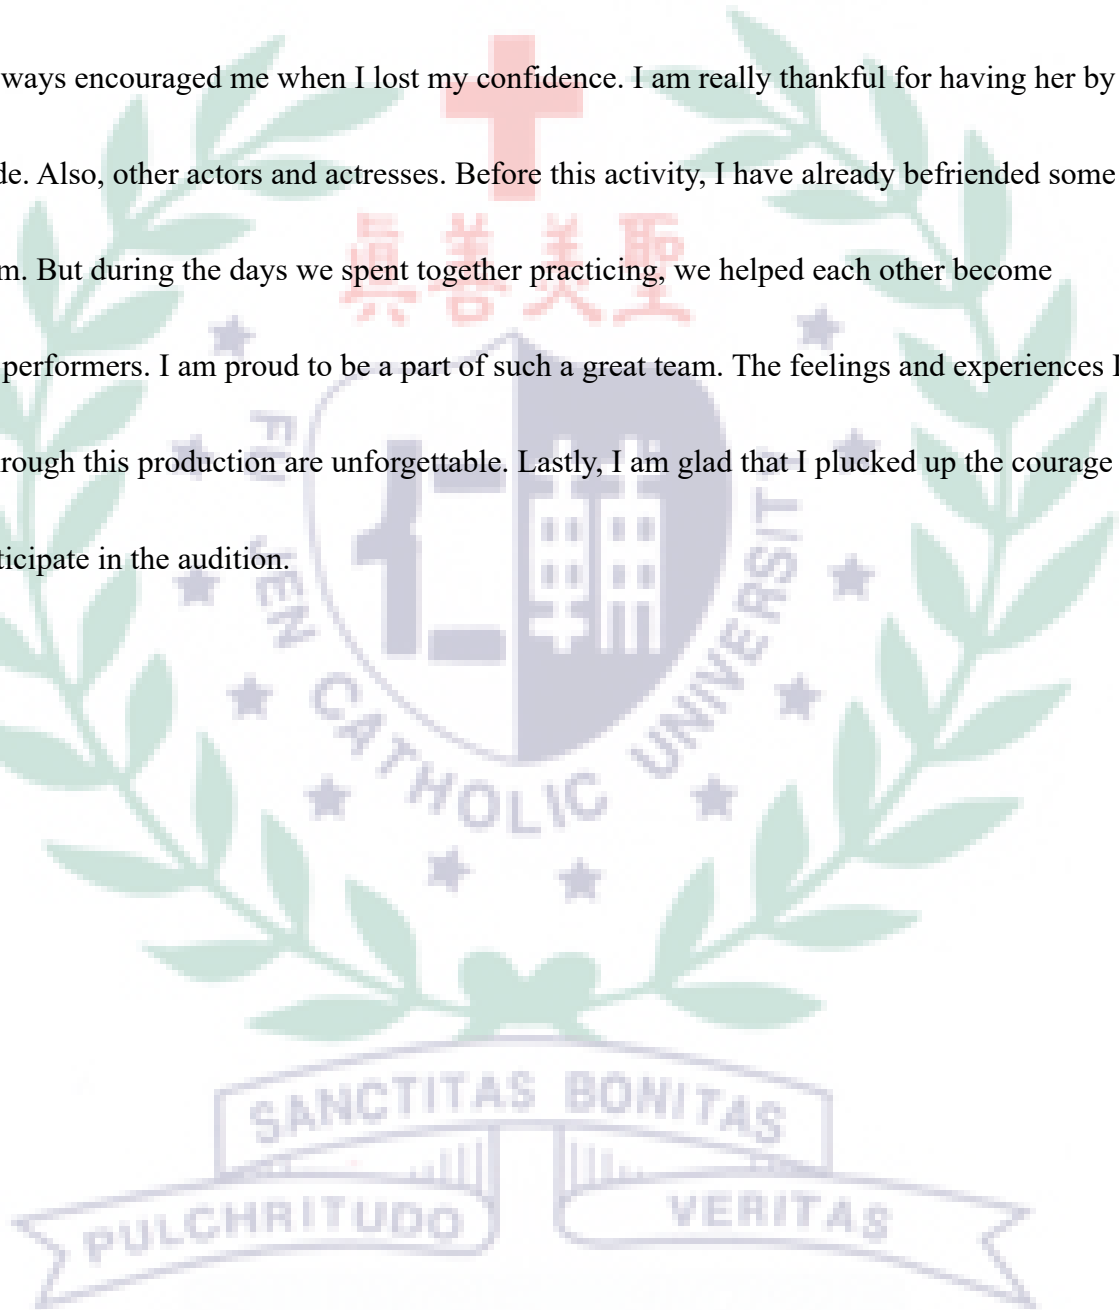 ways encouraged me when I lost my confidence. I am really thankful for having her by
de. Also, other actors and actresses. Before this activity, I have already befriended some
m. But during the days we spent together practicing, we helped each other become
performers. I am proud to be a part of such a great team. The feelings and experiences I
rough this production are unforgettable. Lastly, I am glad that I plucked up the courage
ticipate in the audition.
眞善美聖
FU JEN CATHOLIC UNIVERSITY
SANCTITAS BONITAS
PULCHRITUDO VERITAS